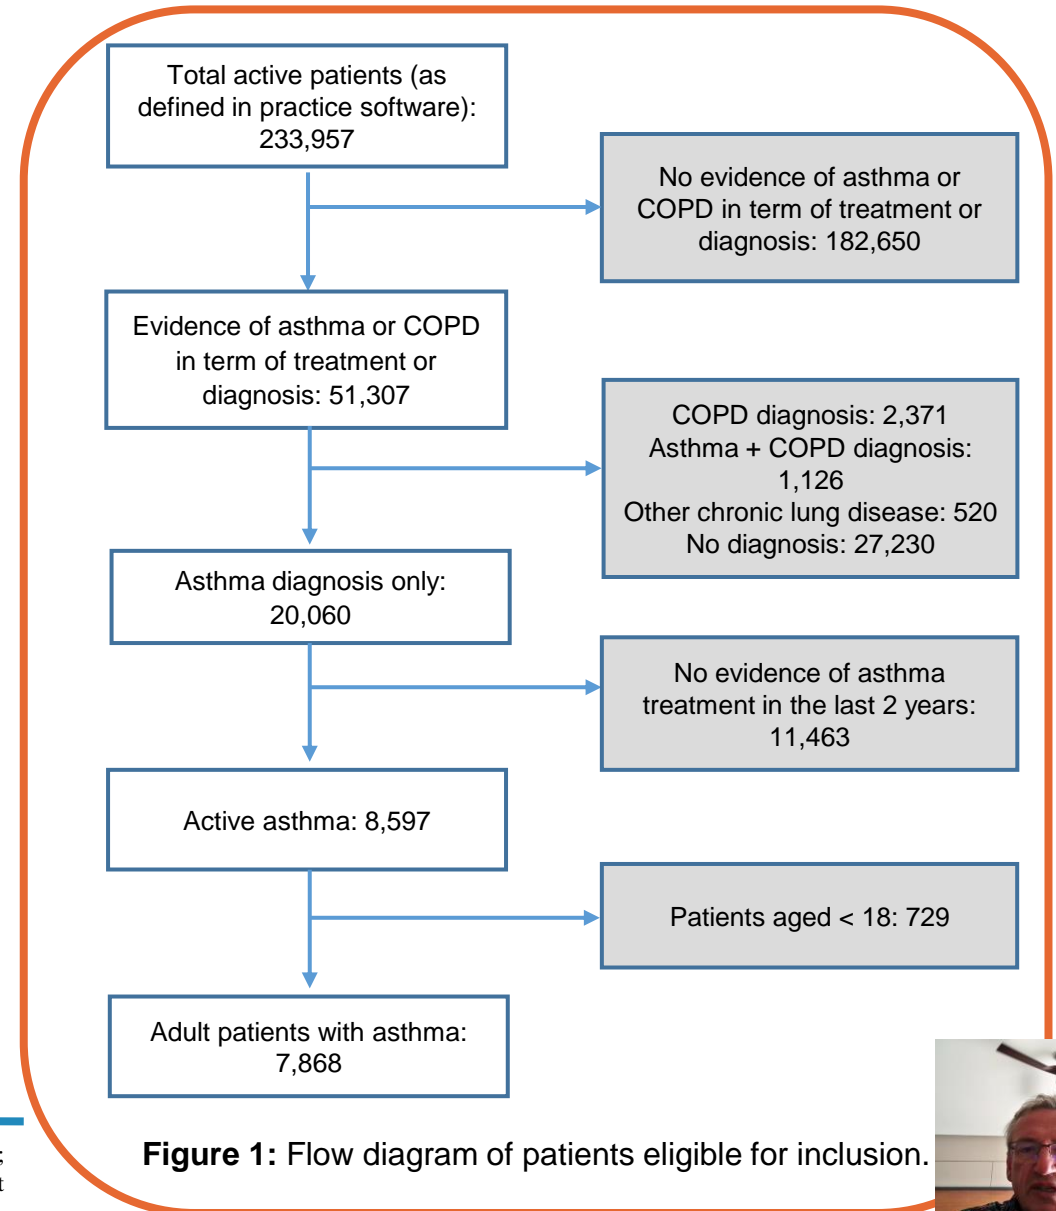 Total active patients (as
defined in practice software):
233,957
No evidence of asthma or
COPD in term of treatment or
diagnosis: 182,650
Evidence of asthma or COPD
in term of treatment or
diagnosis: 51,307
COPD diagnosis: 2,371
Asthma + COPD diagnosis:
1,126
Other chronic lung disease: 520
No diagnosis: 27,230
Asthma diagnosis only:
20,060
No evidence of asthma
treatment in the last 2 years:
11,463
Active asthma: 8,597
Patients aged < 18: 729
Adult patients with asthma:
7,868
Figure 1: Flow diagram of patients eligible for inclusion.